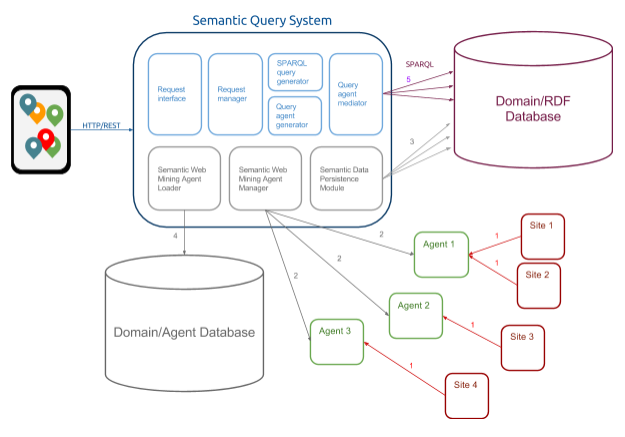 Semantic Query System
SPARQL
5
HTTP/REST
Request
interface
Request
manager
SPARQL
query
generator
Query
agent
generator
Query
agent
mediator
Domain/RDF
Database
3
Semantic Web
Mining Agent
Loader
Semantic Web
Mining Agent
Manager
Semantic Data
Persistence
Module
4
2
2
2
Agent 1
1
1
Site 1
Site 2
Domain/Agent Database
Agent 2
1
Site 3
Agent 3
1
Site 4